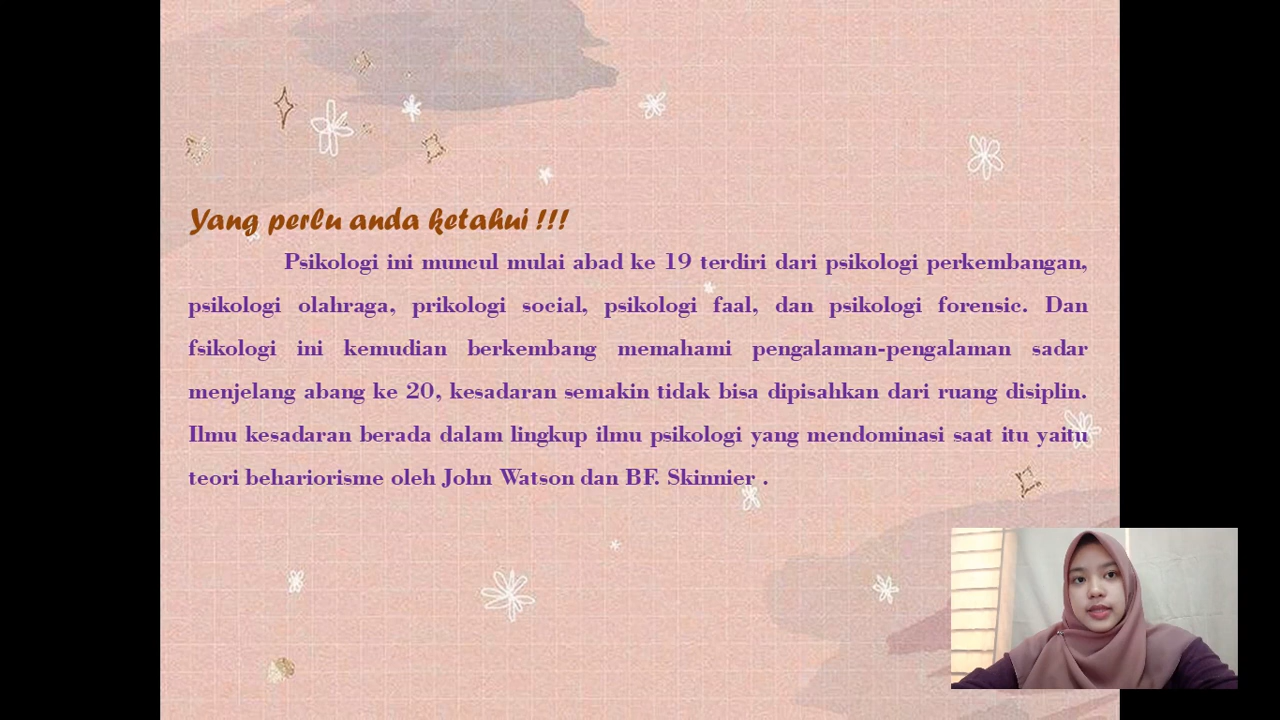 Yang perlu anda ketahui !!!
Psikologi ini muncul mulai abad ke 19 terdiri dari psikologi perkembangan,
psikologi olahraga, prikologi social, psikologi faal, dan psikologi forensic. Dan
fsikologi ini kemudian berkembang memahami pengalaman-pengalaman sadar
menjelang abang ke 20, kesadaran semakin tidak bisa dipisahkan dari ruang disiplin.
Ilmu kesadaran berada dalam lingkup ilmu psikologi yang mendominasi saat itu yaitu
teori behariorisme oleh John Watson dan BF. Skinnier .